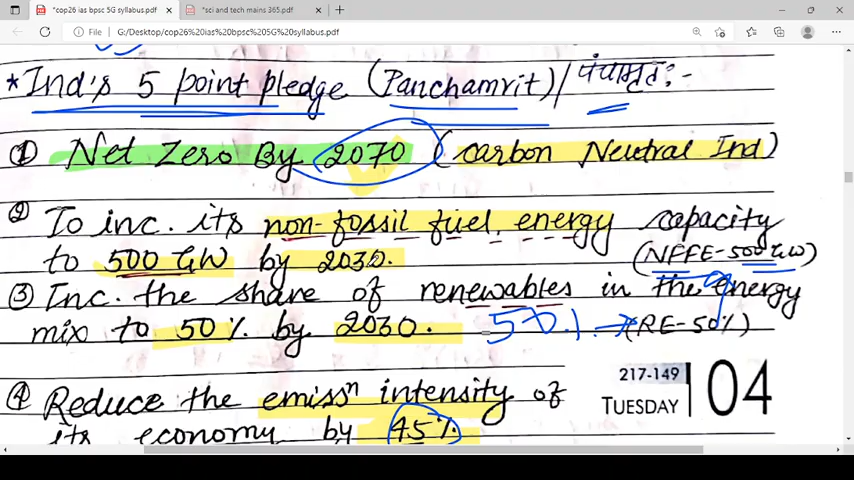 *cop26 ias bpsc 5G syllabus.pdf
"sci and tech mains 365.pdf
File | G:/Desktop/cop26%20ias%20bpsc%205G%20syllabus.pdf
*Ind's 5 point pledge (Panchamrit)/पंचामृत:-
① Net Zero By 2070 (carbon Neutral Ind)
② To inc. its non-fossil fuel energy capacity
to 500 GW by 2030. (NFFE-500GW)
③ Inc. the share of renewables in the energy
mix to 50% by 2030. 50% → (RE-50%)
④ Reduce the emissⁿ intensity of
its economy by 45%
217-149
TUESDAY
04